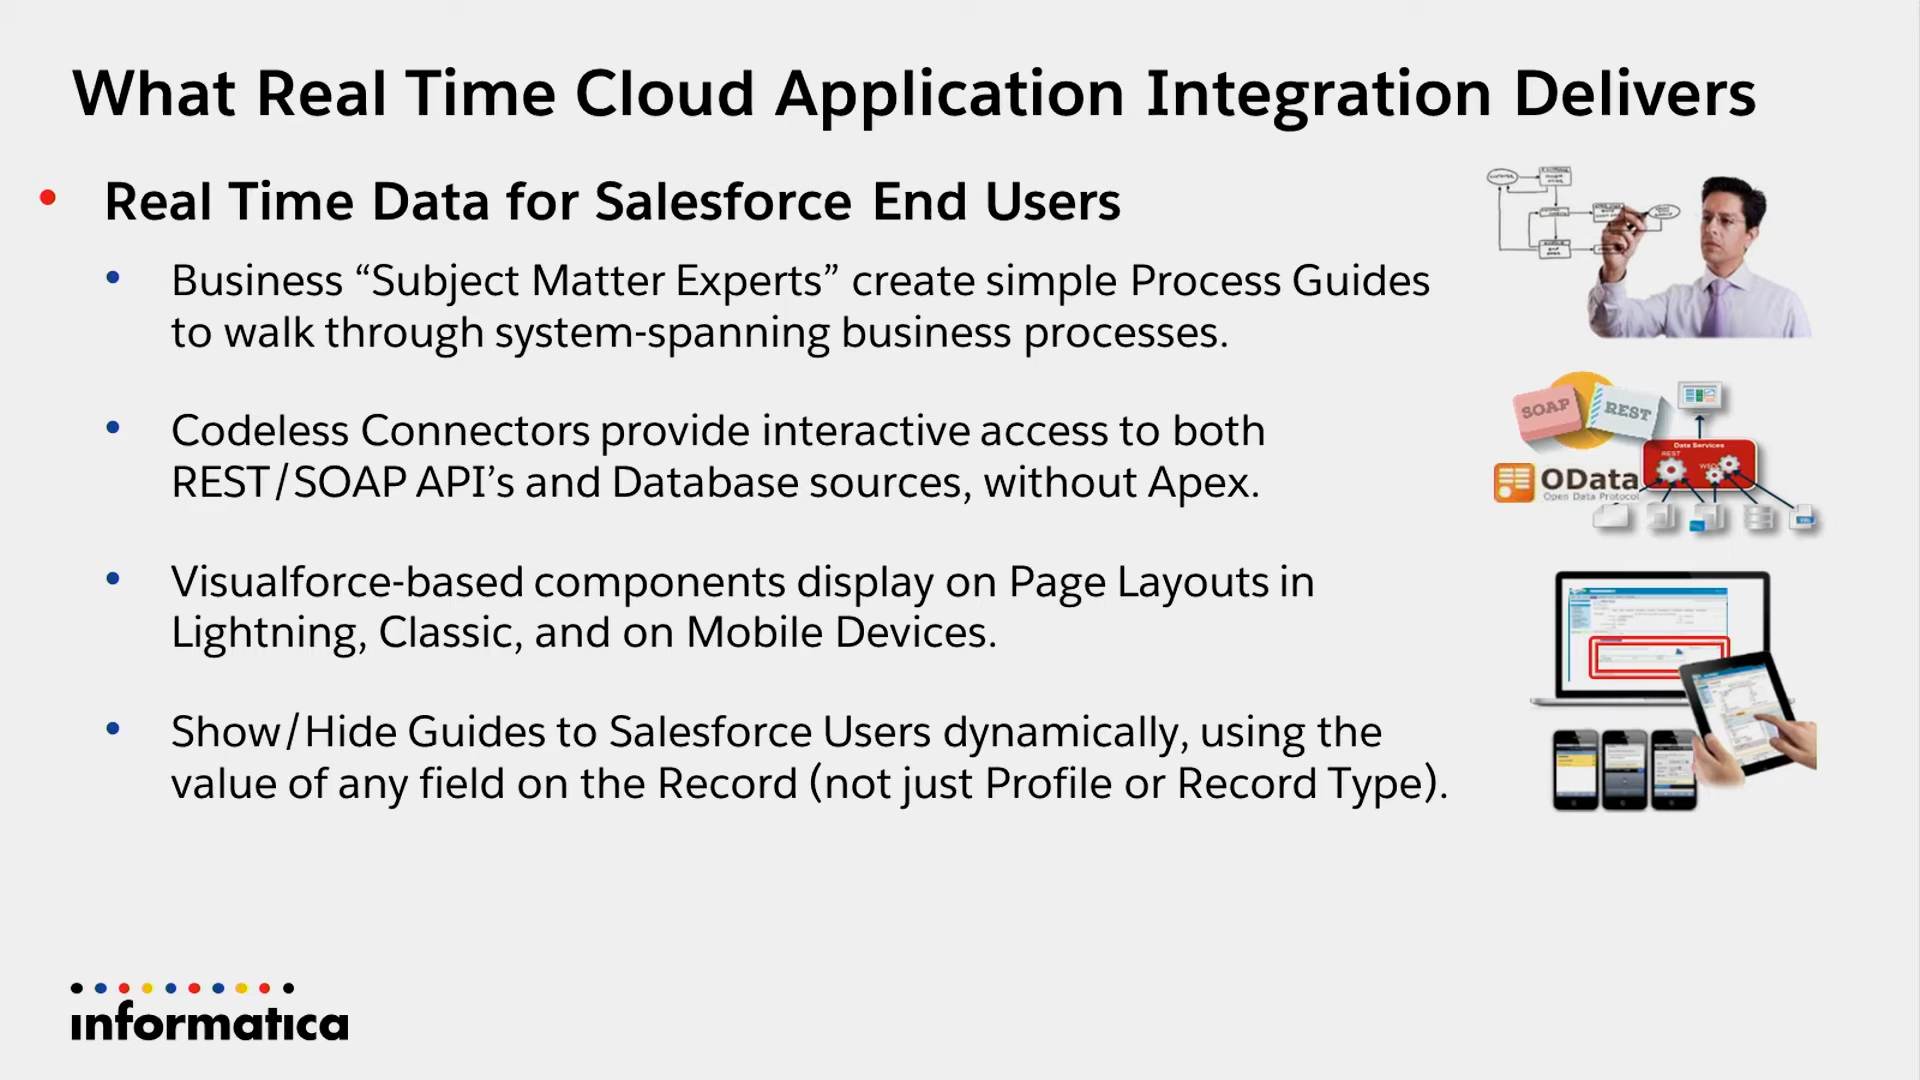 What Real Time Cloud Application Integration Delivers
• Real Time Data for Salesforce End Users
• Business “Subject Matter Experts” create simple Process Guides
to walk through system-spanning business processes.
• Codeless Connectors provide interactive access to both
REST/SOAP API’s and Database sources, without Apex.
• Visualforce-based components display on Page Layouts in
Lightning, Classic, and on Mobile Devices.
• Show/Hide Guides to Salesforce Users dynamically, using the
value of any field on the Record (not just Profile or Record Type).
SOAP
REST
Data Services
REST
OData
Open Data Protocol
informatica